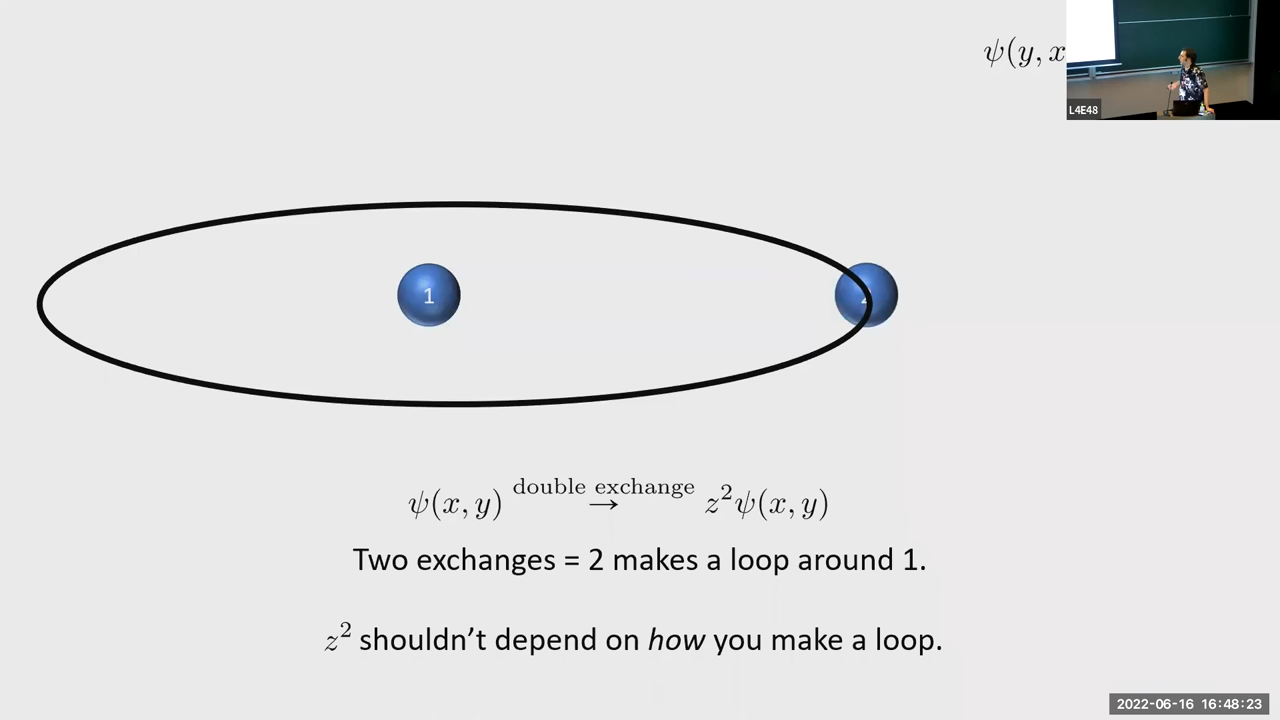 ψ(y, x
L4E48
1
ψ(x, y) double exchange → z²ψ(x, y)
Two exchanges = 2 makes a loop around 1.
z² shouldn’t depend on how you make a loop.
2022-06-16 16:48:23